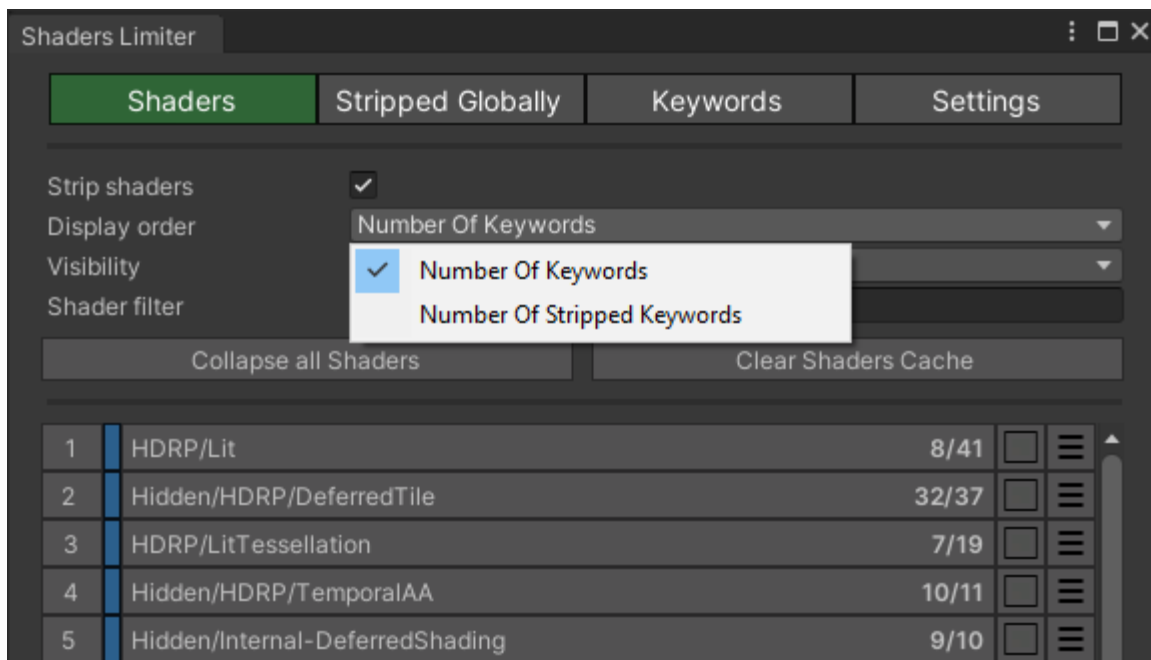 Shaders Limiter
Shaders Stripped Globally Keywords Settings
Strip shaders
Display order Number Of Keywords
Visibility Number Of Keywords
Shader filter Number Of Stripped Keywords
Collapse all Shaders Clear Shaders Cache
1 HDRP/Lit 8/41
2 Hidden/HDRP/DeferredTile 32/37
3 HDRP/LitTessellation 7/19
4 Hidden/HDRP/TemporalAA 10/11
5 Hidden/Internal-DeferredShading 9/10